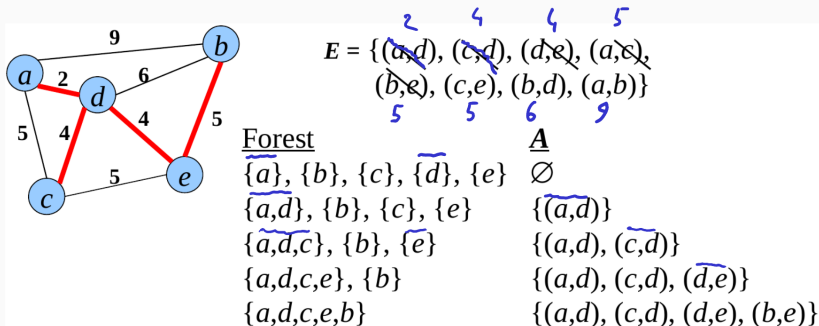 2 4 4 5
E = {(a,d), (c,d), (d,e), (a,c),
(b,e), (c,e), (b,d), (a,b)}
5 5 6 9
9
b
a
2
6
d
5
4
4
5
5
e
c
Forest A
{a}, {b}, {c}, {d}, {e} ∅
{a,d}, {b}, {c}, {e} {(a,d)}
{a,d,c}, {b}, {e} {(a,d), (c,d)}
{a,d,c,e}, {b} {(a,d), (c,d), (d,e)}
{a,d,c,e,b} {(a,d), (c,d), (d,e), (b,e)}